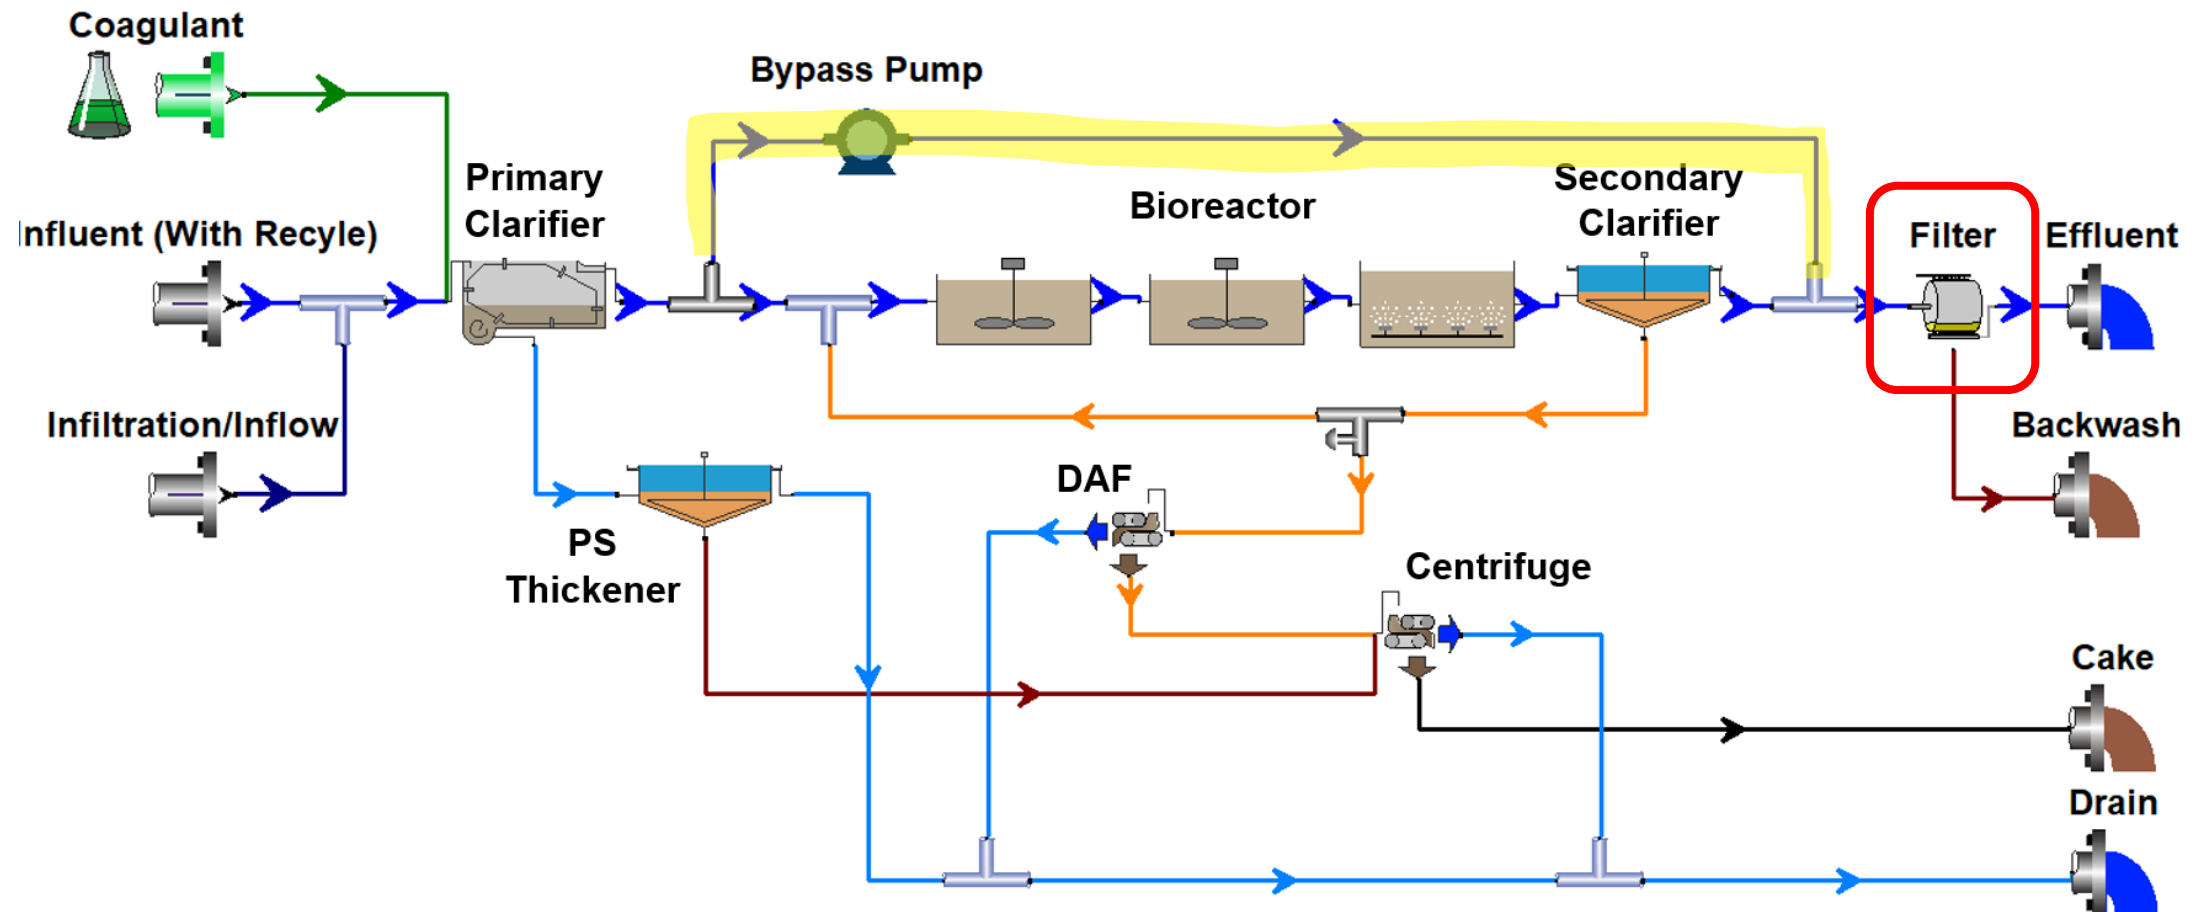 Coagulant
Bypass Pump
Primary
Clarifier
Secondary
Clarifier
Bioreactor
Influent (With Recyle)
Filter
Effluent
Infiltration/Inflow
Backwash
DAF
PS
Thickener
Centrifuge
Cake
Drain